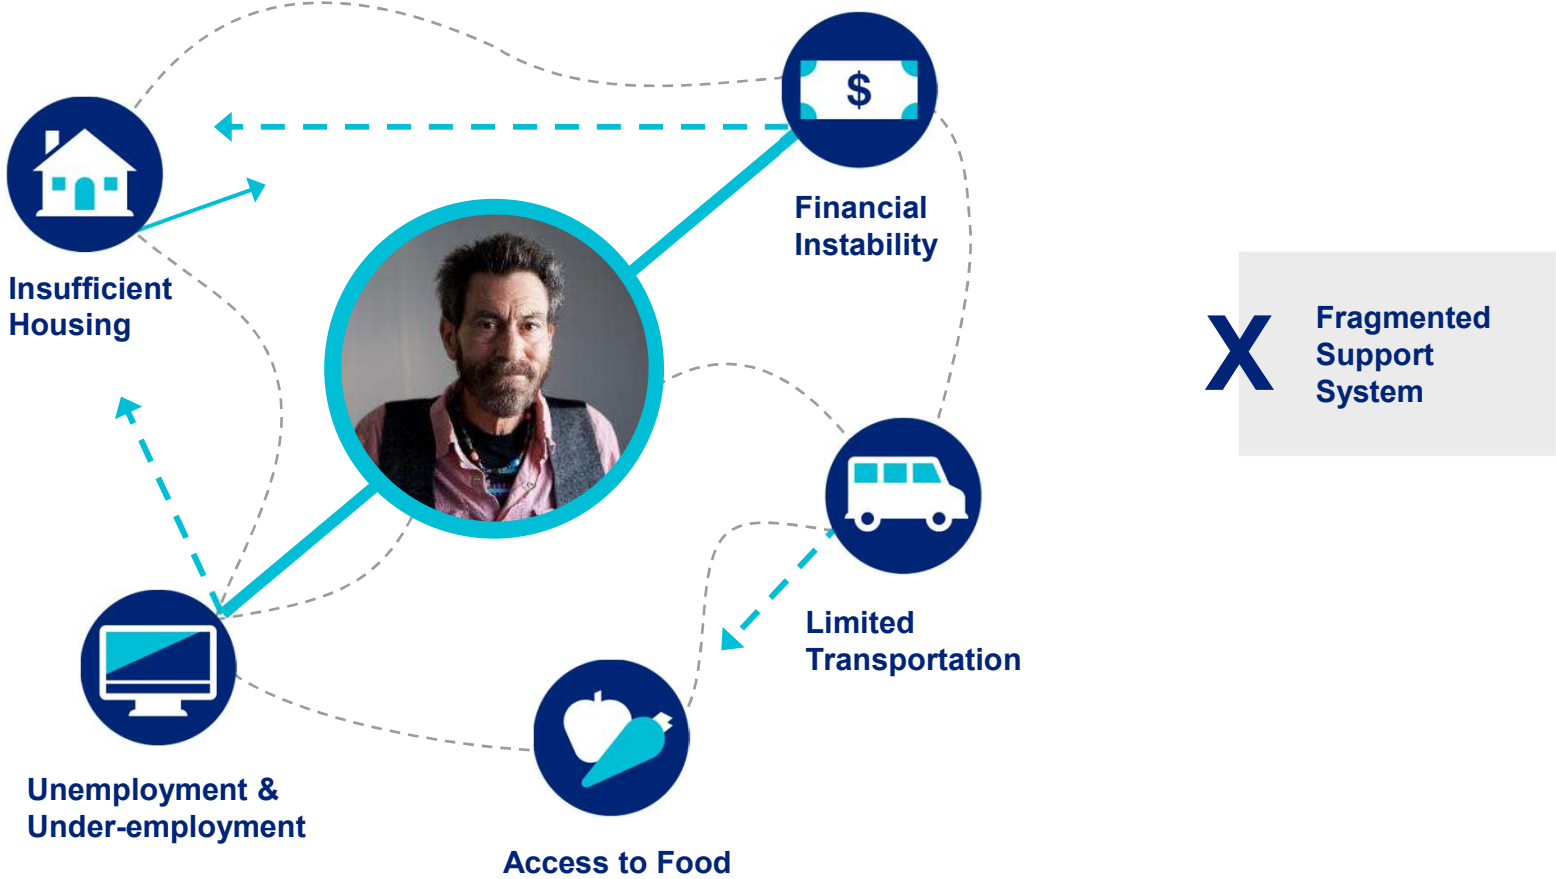 $
Financial
Instability
Insufficient
Housing
X
Fragmented
Support
System
Limited
Transportation
Unemployment &
Under-employment
Access to Food